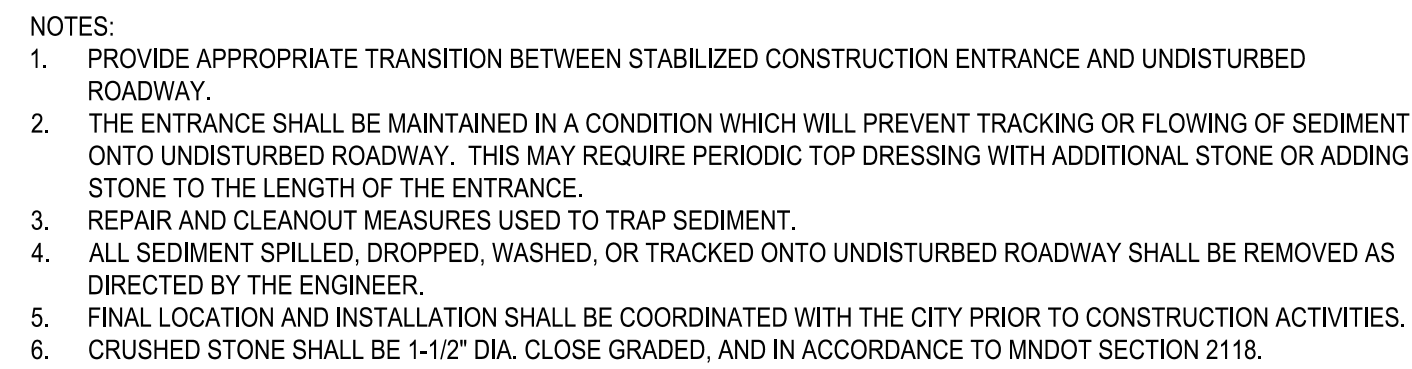 NOTES:
1. PROVIDE APPROPRIATE TRANSITION BETWEEN STABILIZED CONSTRUCTION ENTRANCE AND UNDISTURBED
ROADWAY.
2. THE ENTRANCE SHALL BE MAINTAINED IN A CONDITION WHICH WILL PREVENT TRACKING OR FLOWING OF SEDIMENT
ONTO UNDISTURBED ROADWAY. THIS MAY REQUIRE PERIODIC TOP DRESSING WITH ADDITIONAL STONE OR ADDING
STONE TO THE LENGTH OF THE ENTRANCE.
3. REPAIR AND CLEANOUT MEASURES USED TO TRAP SEDIMENT.
4. ALL SEDIMENT SPILLED, DROPPED, WASHED, OR TRACKED ONTO UNDISTURBED ROADWAY SHALL BE REMOVED AS
DIRECTED BY THE ENGINEER.
5. FINAL LOCATION AND INSTALLATION SHALL BE COORDINATED WITH THE CITY PRIOR TO CONSTRUCTION ACTIVITIES.
6. CRUSHED STONE SHALL BE 1-1/2" DIA. CLOSE GRADED, AND IN ACCORDANCE TO MNDOT SECTION 2118.